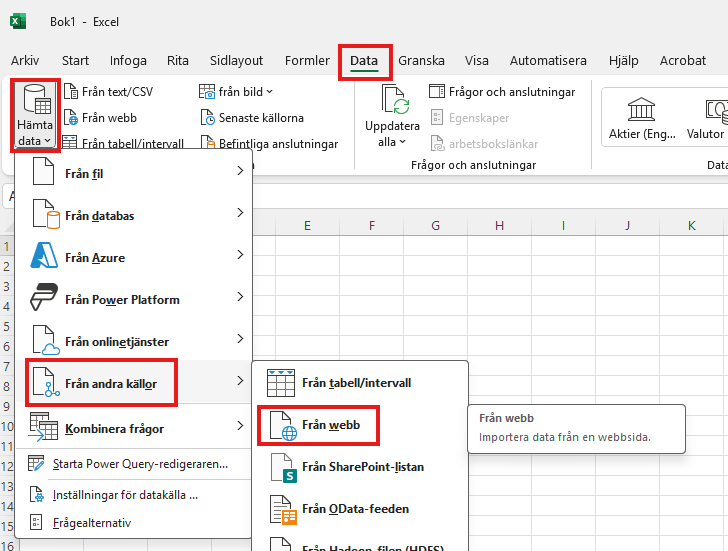 Bok1 - Excel
Arkiv Start Infoga Rita Sidlayout Formler Data Granska Visa Automatisera Hjälp Acrobat
Hämta data
Från text/CSV
Från webb
Från tabell/intervall
från bild
Senaste källorna
Befintliga anslutningar
Uppdatera alla
Frågor och anslutningar
Egenskaper
arbetsbokslänkar
Frågor och anslutningar
Aktier (Eng...
Valutor
Data
Från fil
Från databas
Från Azure
Från Power Platform
Från onlinetjänster
Från andra källor
Kombinera frågor
Starta Power Query-redigeraren...
Inställningar för datakälla ...
Frågealternativ
E F G H I J K
1
2
3
4
5
6
7
8
9
10
11
12
13
14
15
16
Från tabell/intervall
Från webb
Från SharePoint-listan
Från OData-feeden
Från Hadoop-filen (HDFS)
Från webb
Importera data från en webbsida.